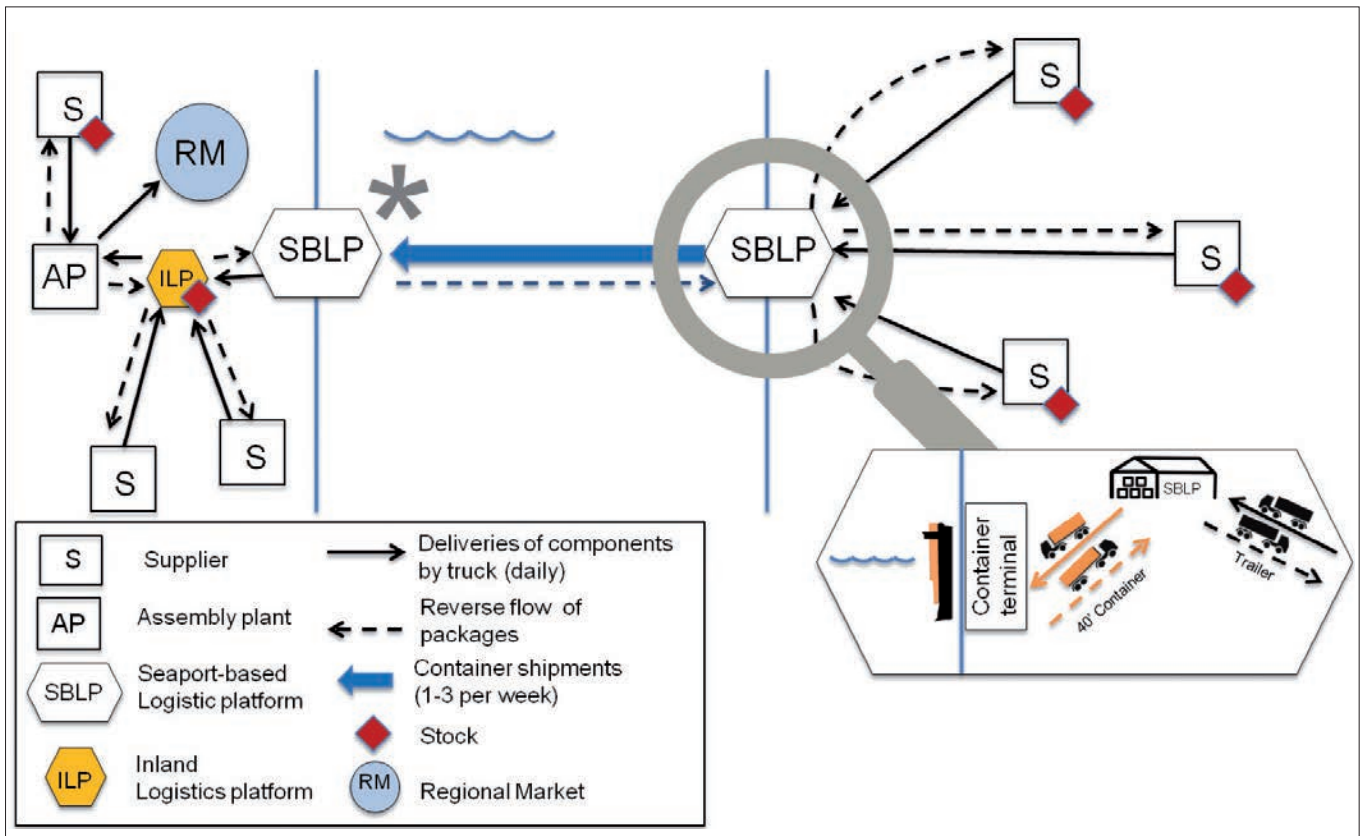 S
RM
AP
ILP
SBLP
*
S
S
SBLP
S
S
S
SBLP
Container
terminal
40' Container
Trailer
S
Supplier
Deliveries of components
by truck (daily)
AP
Assembly plant
Reverse flow of
packages
SBLP
Seaport-based
Logistic platform
Container shipments
(1-3 per week)
Stock
ILP
Inland
Logistics platform
RM
Regional Market